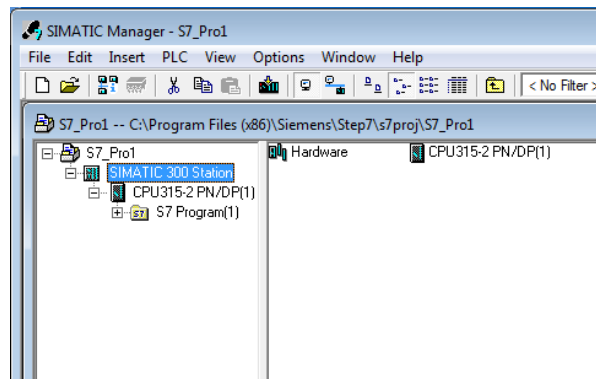 SIMATIC Manager - S7_Pro1
File Edit Insert PLC View Options Window Help
< No Filter >
S7_Pro1 -- C:\Program Files (x86)\Siemens\Step7\s7proj\S7_Pro1
S7_Pro1
SIMATIC 300 Station
CPU315-2 PN/DP(1)
S7 Program(1)
Hardware CPU315-2 PN/DP(1)